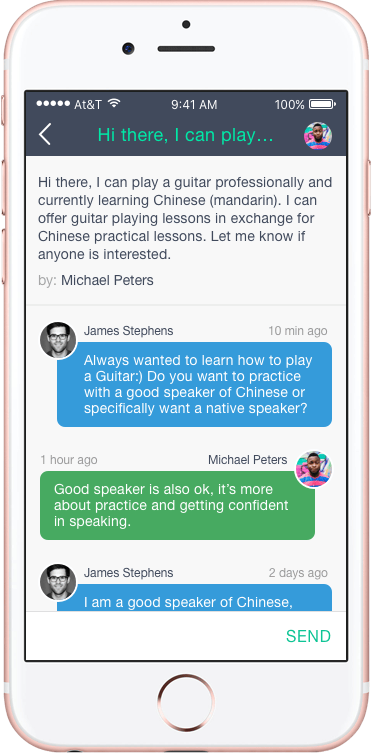 At&T 9:41 AM 100%
Hi there, I can play...
Hi there, I can play a guitar professionally and
currently learning Chinese (mandarin). I can
offer guitar playing lessons in exchange for
Chinese practical lessons. Let me know if
anyone is interested.
by: Michael Peters
James Stephens 10 min ago
Always wanted to learn how to play
a Guitar:) Do you want to practice
with a good speaker of Chinese or
specifically want a native speaker?
1 hour ago Michael Peters
Good speaker is also ok, it's more
about practice and getting confident
in speaking.
James Stephens 2 days ago
I am a good speaker of Chinese,
SEND